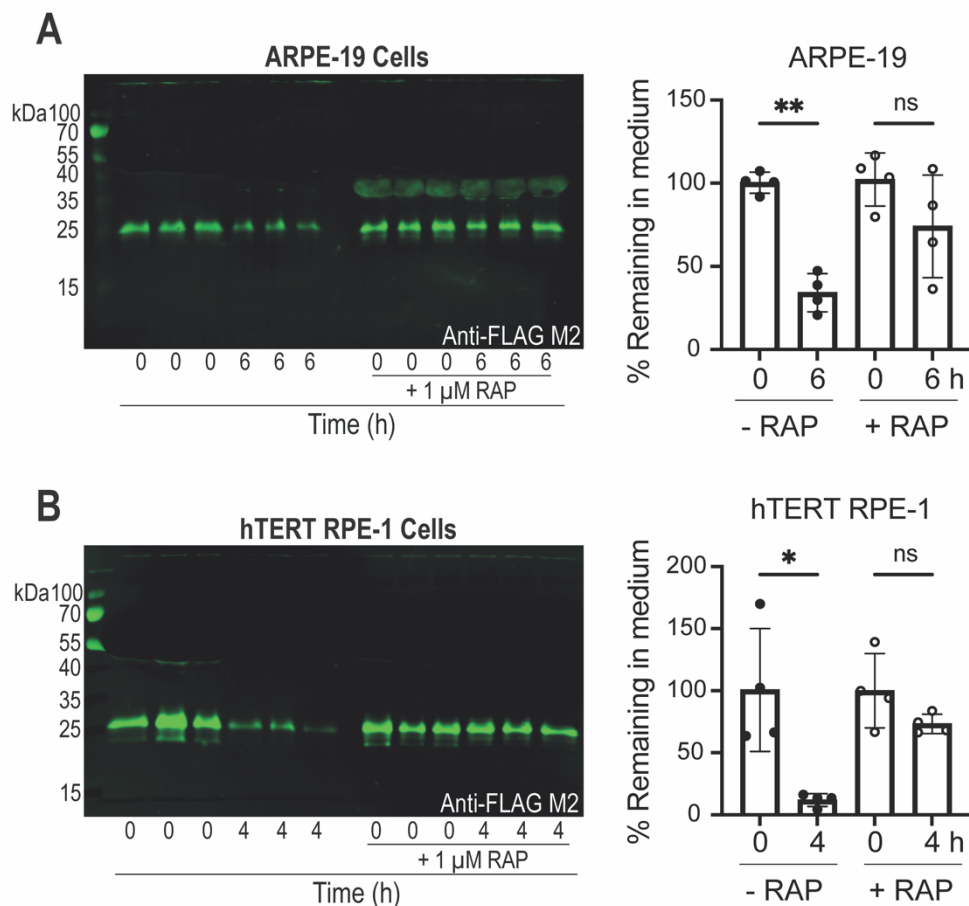 A
ARPE-19 Cells
kDa100
70
55
40
35
25
15
Anti-FLAG M2
0 0 0 6 6 6 0 0 0 6 6 6
+ 1 µM RAP
Time (h)
ARPE-19
% Remaining in medium
150
100
50
0
** ns
0 6 0 6 h
- RAP + RAP
B
hTERT RPE-1 Cells
kDa100
70
55
40
35
25
15
Anti-FLAG M2
0 0 0 4 4 4 0 0 0 4 4 4
+ 1 µM RAP
Time (h)
hTERT RPE-1
% Remaining in medium
200
150
100
50
0
* ns
0 4 0 4 h
- RAP + RAP